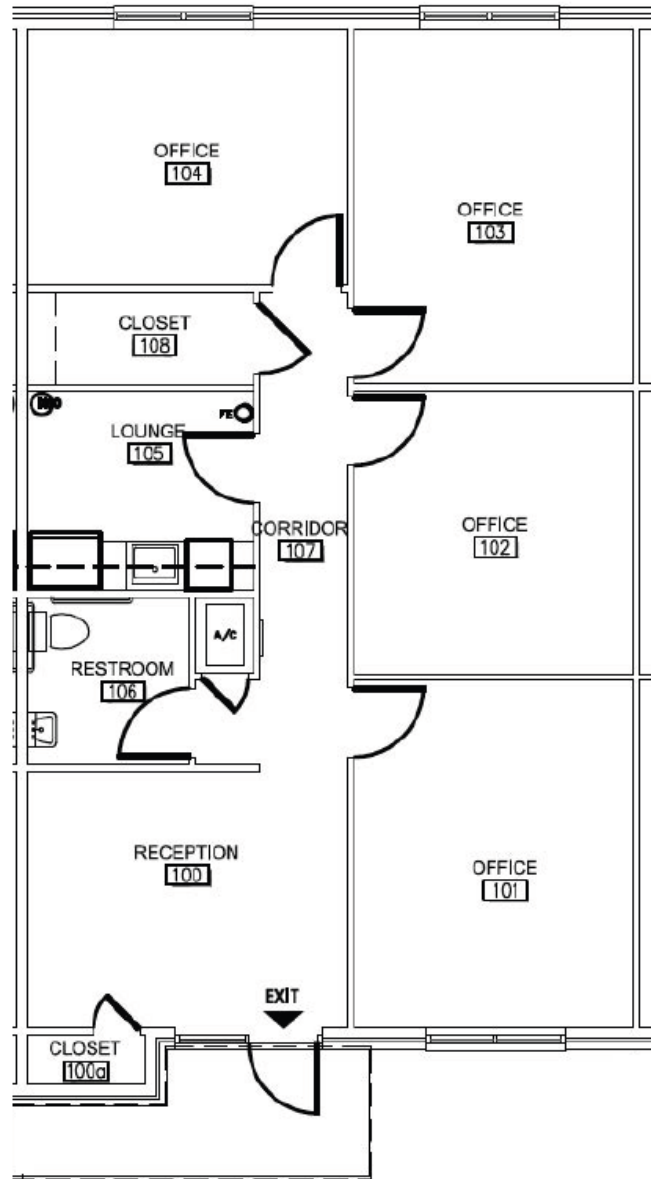 OFFICE
104
OFFICE
103
CLOSET
108
FE
LOUNGE
105
CORRIDOR
107
OFFICE
102
A/C
RESTROOM
106
RECEPTION
100
OFFICE
101
EXIT
CLOSET
100a